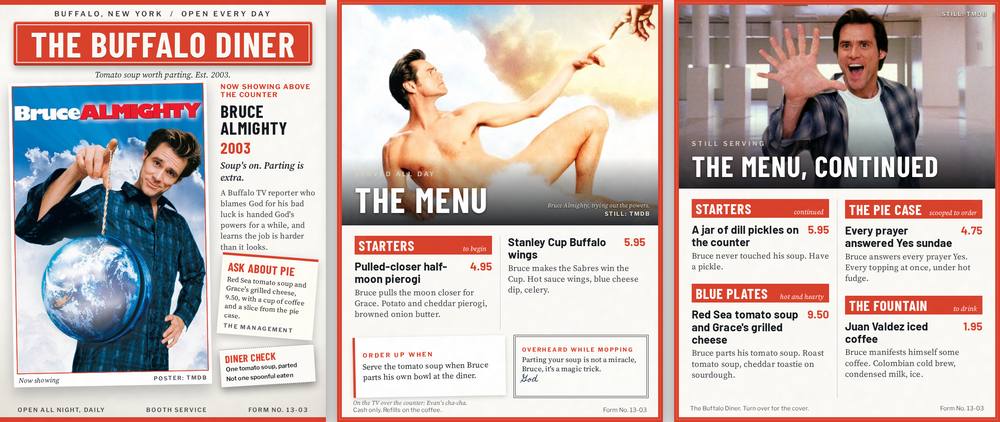 BUFFALO, NEW YORK / OPEN EVERY DAY
THE BUFFALO DINER
Tomato soup worth parting. Est. 2003.
BruceALMIGHTY
Now showing
POSTER: TMDB
NOW SHOWING ABOVE
THE COUNTER
BRUCE
ALMIGHTY
2003
Soup's on. Parting is
extra.
A Buffalo TV reporter who
blames God for his bad
luck is handed God's
powers for a while, and
learns the job is harder
than it looks.
ASK ABOUT PIE
Red Sea tomato soup and
Grace's grilled cheese,
9.50, with a cup of coffee
and a slice from the pie
case.
THE MANAGEMENT
DINER CHECK
One tomato soup, parted
Not one spoonful eaten
OPEN ALL NIGHT, DAILY
BOOTH SERVICE
FORM NO. 13-03
SERVED ALL DAY
THE MENU
Bruce Almighty, trying out the powers.
STILL: TMDB
STARTERS
to begin
Pulled-closer half-
moon pierogi
4.95
Bruce pulls the moon closer for
Grace. Potato and cheddar pierogi,
browned onion butter.
Stanley Cup Buffalo
wings
5.95
Bruce makes the Sabres win the
Cup. Hot sauce wings, blue cheese
dip, celery.
ORDER UP WHEN
Serve the tomato soup when Bruce
parts his own bowl at the diner.
OVERHEARD WHILE MOPPING
Parting your soup is not a miracle,
Bruce, it's a magic trick.
God
On the TV over the counter: Evan's cha-cha.
Cash only. Refills on the coffee.
Form No. 13-03
STILL: TMDB
STILL SERVING
THE MENU, CONTINUED
STARTERS
continued
A jar of dill pickles on
the counter
5.95
Bruce never touched his soup. Have
a pickle.
BLUE PLATES
hot and hearty
Red Sea tomato soup
and Grace's grilled
cheese
9.50
Bruce parts his tomato soup. Roast
tomato soup, cheddar toastie on
sourdough.
THE PIE CASE
scooped to order
Every prayer
answered Yes sundae
4.75
Bruce answers every prayer Yes.
Every topping at once, under hot
fudge.
THE FOUNTAIN
to drink
Juan Valdez iced
coffee
1.95
Bruce manifests himself some
coffee. Colombian cold brew,
condensed milk, ice.
The Buffalo Diner. Turn over for the cover.
Form No. 13-03